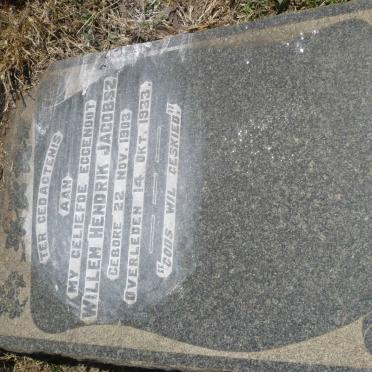 TER GEDAGTENIS
AAN
MY GELIEFDE EGGENOOT
WILLEM HENDRIK JACOBSZ
GEBORE 22 NOV. 1903
OVERLEDEN 14 OKT. 1933.
"GODS WIL GESKIED."